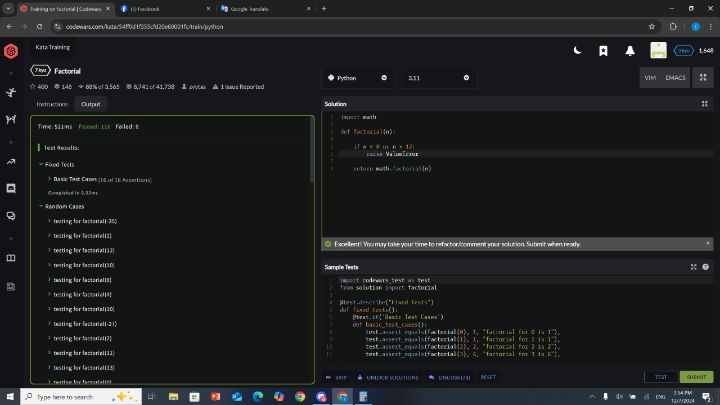 Training on Factorial | Codewars
(5) Facebook
Google Translate
codewars.com/kata/54ff0d1f355cfd20e60001fc/train/python
Kata Training
7 kyu
1,648
7 kyu
Factorial
400
148
88% of 3,565
8,741 of 41,738
zvytas
1 Issue Reported
Python
3.11
VIM
EMACS
Instructions
Output
Time: 521ms Passed: 116 Failed: 0
Test Results:
Fixed Tests
Basic Test Cases (16 of 16 Assertions)
Completed in 0.33ms
Random Cases
testing for factorial(-35)
testing for factorial(2)
testing for factorial(12)
testing for factorial(10)
testing for factorial(9)
testing for factorial(4)
testing for factorial(10)
testing for factorial(-27)
testing for factorial(2)
testing for factorial(11)
testing for factorial(13)
Solution
import math
def factorial(n):
if n < 0 or n > 12:
raise ValueError
return math.factorial(n)
Excellent! You may take your time to refactor/comment your solution. Submit when ready.
Sample Tests
import codewars_test as test
from solution import factorial
@test.describe("Fixed Tests")
def fixed_tests():
@test.it('Basic Test Cases')
def basic_test_cases():
test.assert_equals(factorial(0), 1, "factorial for 0 is 1"),
test.assert_equals(factorial(1), 1, "factorial for 1 is 1"),
test.assert_equals(factorial(2), 2, "factorial for 2 is 2"),
test.assert_equals(factorial(3), 6, "factorial for 3 is 6"),
SKIP
UNLOCK SOLUTIONS
DISCUSS (78)
RESET
TEST
SUBMIT
Type here to search
ENG
3:54 PM
12/7/2024